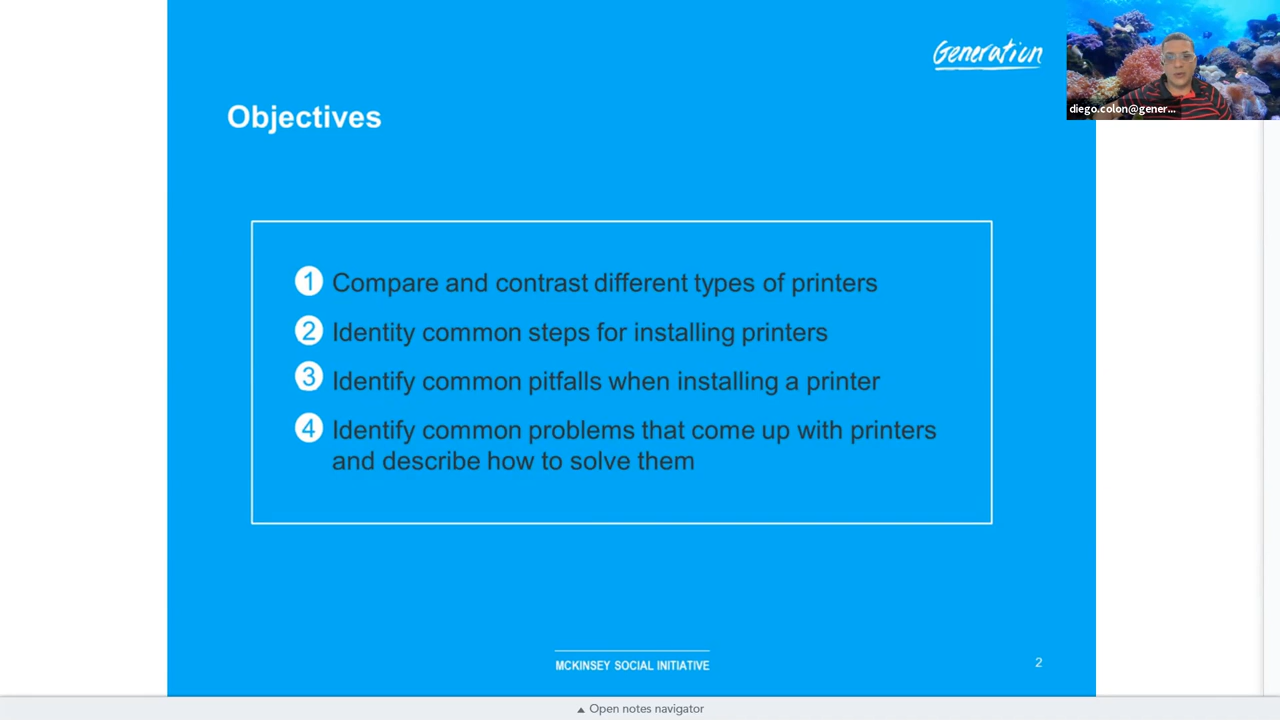 Generation
diego.colon@gener...
Objectives
1 Compare and contrast different types of printers
2 Identity common steps for installing printers
3 Identify common pitfalls when installing a printer
4 Identify common problems that come up with printers
and describe how to solve them
MCKINSEY SOCIAL INITIATIVE
2
▲ Open notes navigator